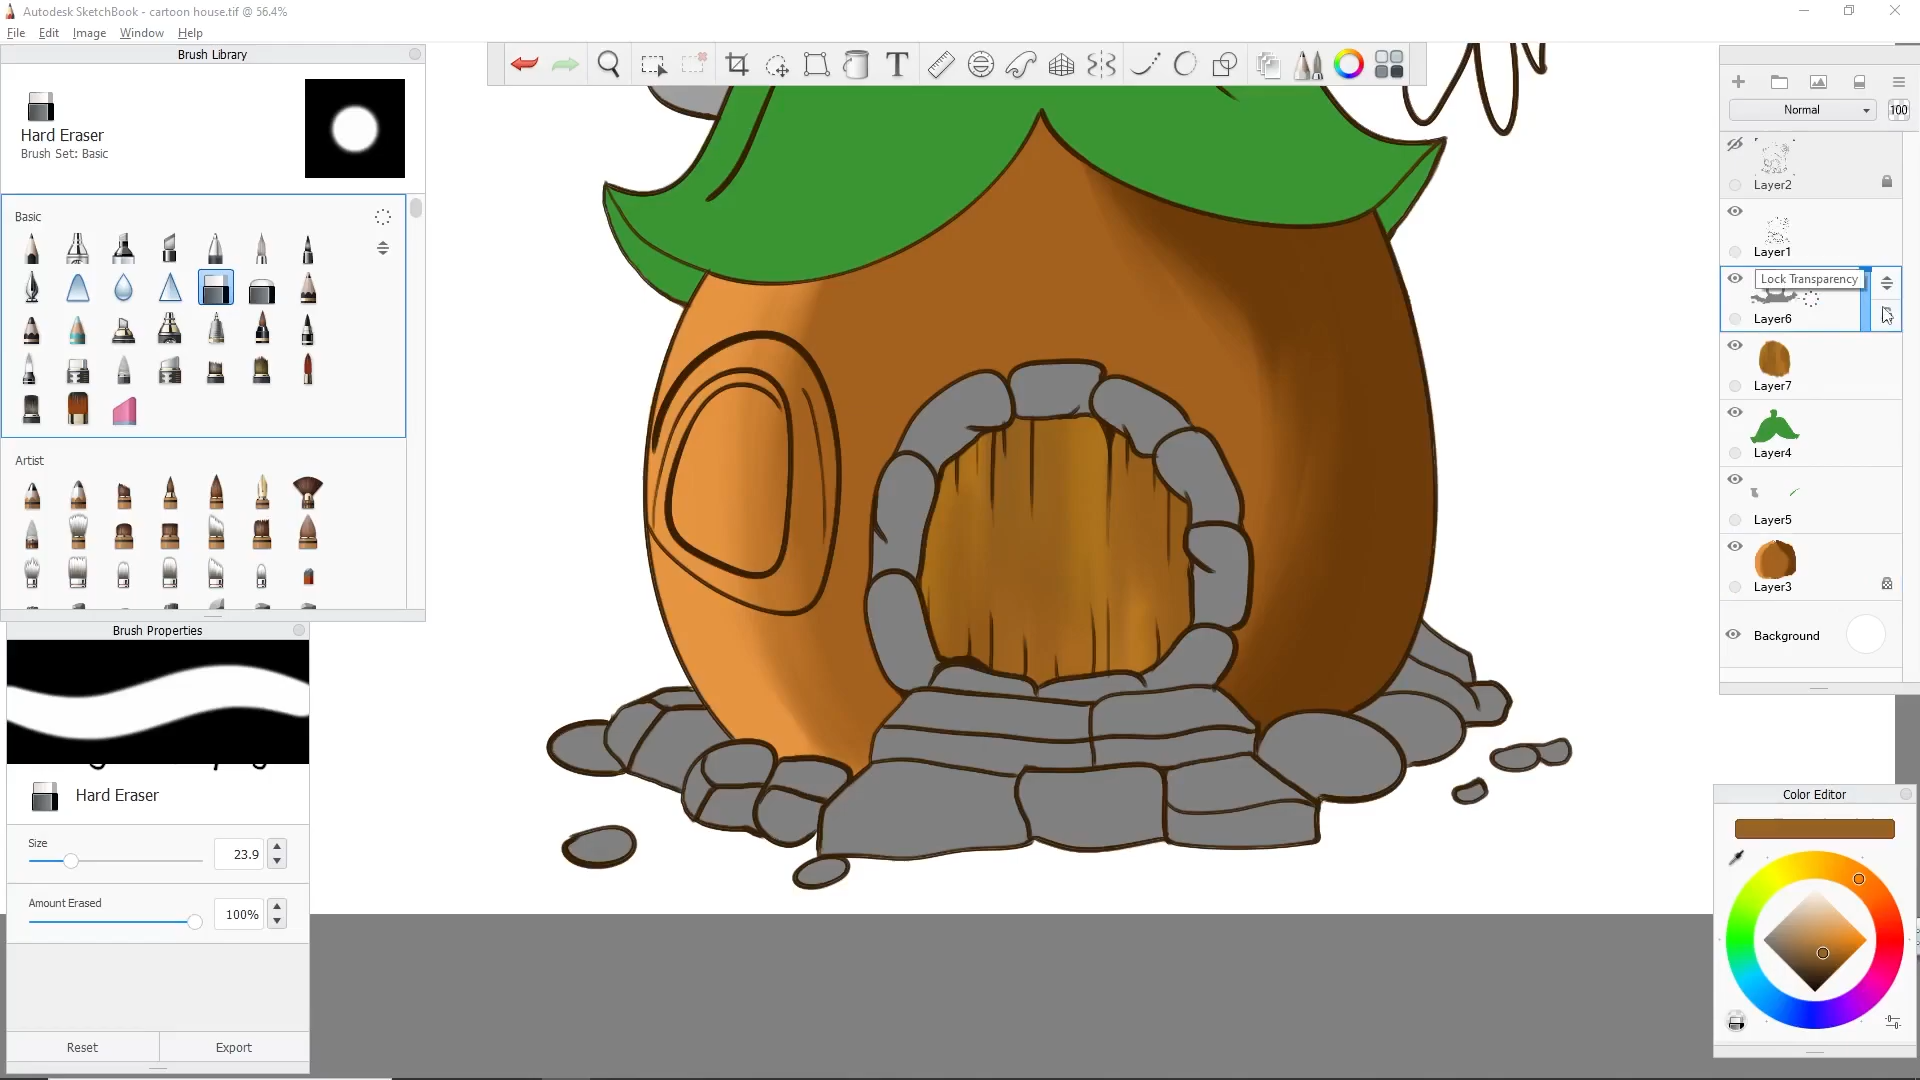 Autodesk SketchBook - cartoon house.tif @ 56.4%
File Edit Image Window Help
Brush Library
Hard Eraser
Brush Set: Basic
Basic
Artist
Brush Properties
Hard Eraser
Size
23.9
Amount Erased
100%
Reset Export
T
Normal 100
Layer2
Layer1
Lock Transparency
Layer6
Layer7
Layer4
Layer5
Layer3
Background
Color Editor